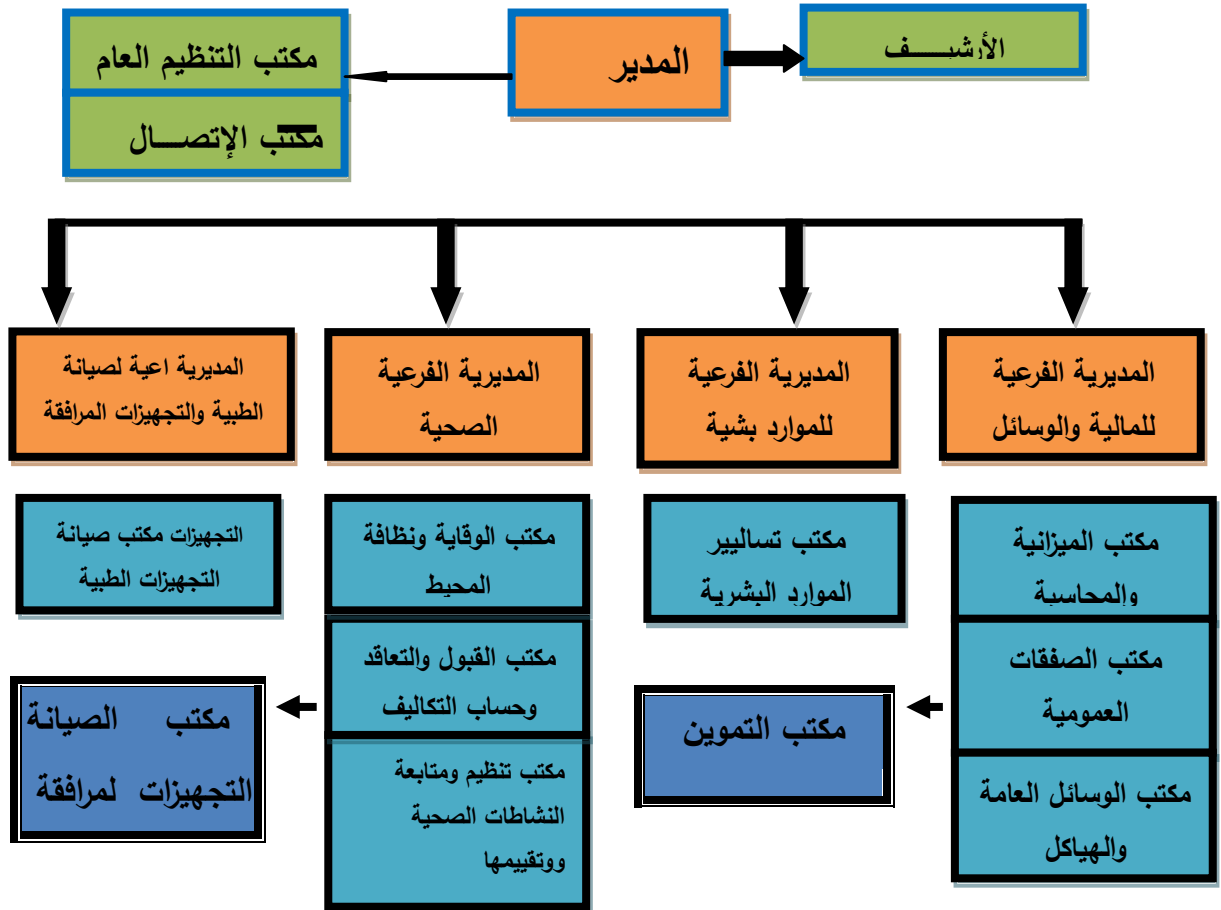 الأرشيــــــف
المدير
مكتب التنظيم العام
مكتب الإتصــــال
المديرية الفرعية
للمالية والوسائل
المديرية الفرعية
للموارد بشية
المديرية الفرعية
الصحية
المديرية اعية لصيانة
الطبية والتجهيزات المرافقة
مكتب الميزانية
والمحاسبة
مكتب الصفقات
العمومية
مكتب الوسائل العامة
والهياكل
مكتب تساليير
الموارد البشرية
مكتب التموين
مكتب الوقاية ونظافة
المحيط
مكتب القبول والتعاقد
وحساب التكاليف
مكتب تنظيم ومتابعة
النشاطات الصحية
ووتقييمها
التجهيزات مكتب صيانة
التجهيزات الطبية
مكتب الصيانة
التجهيزات لمرافقة